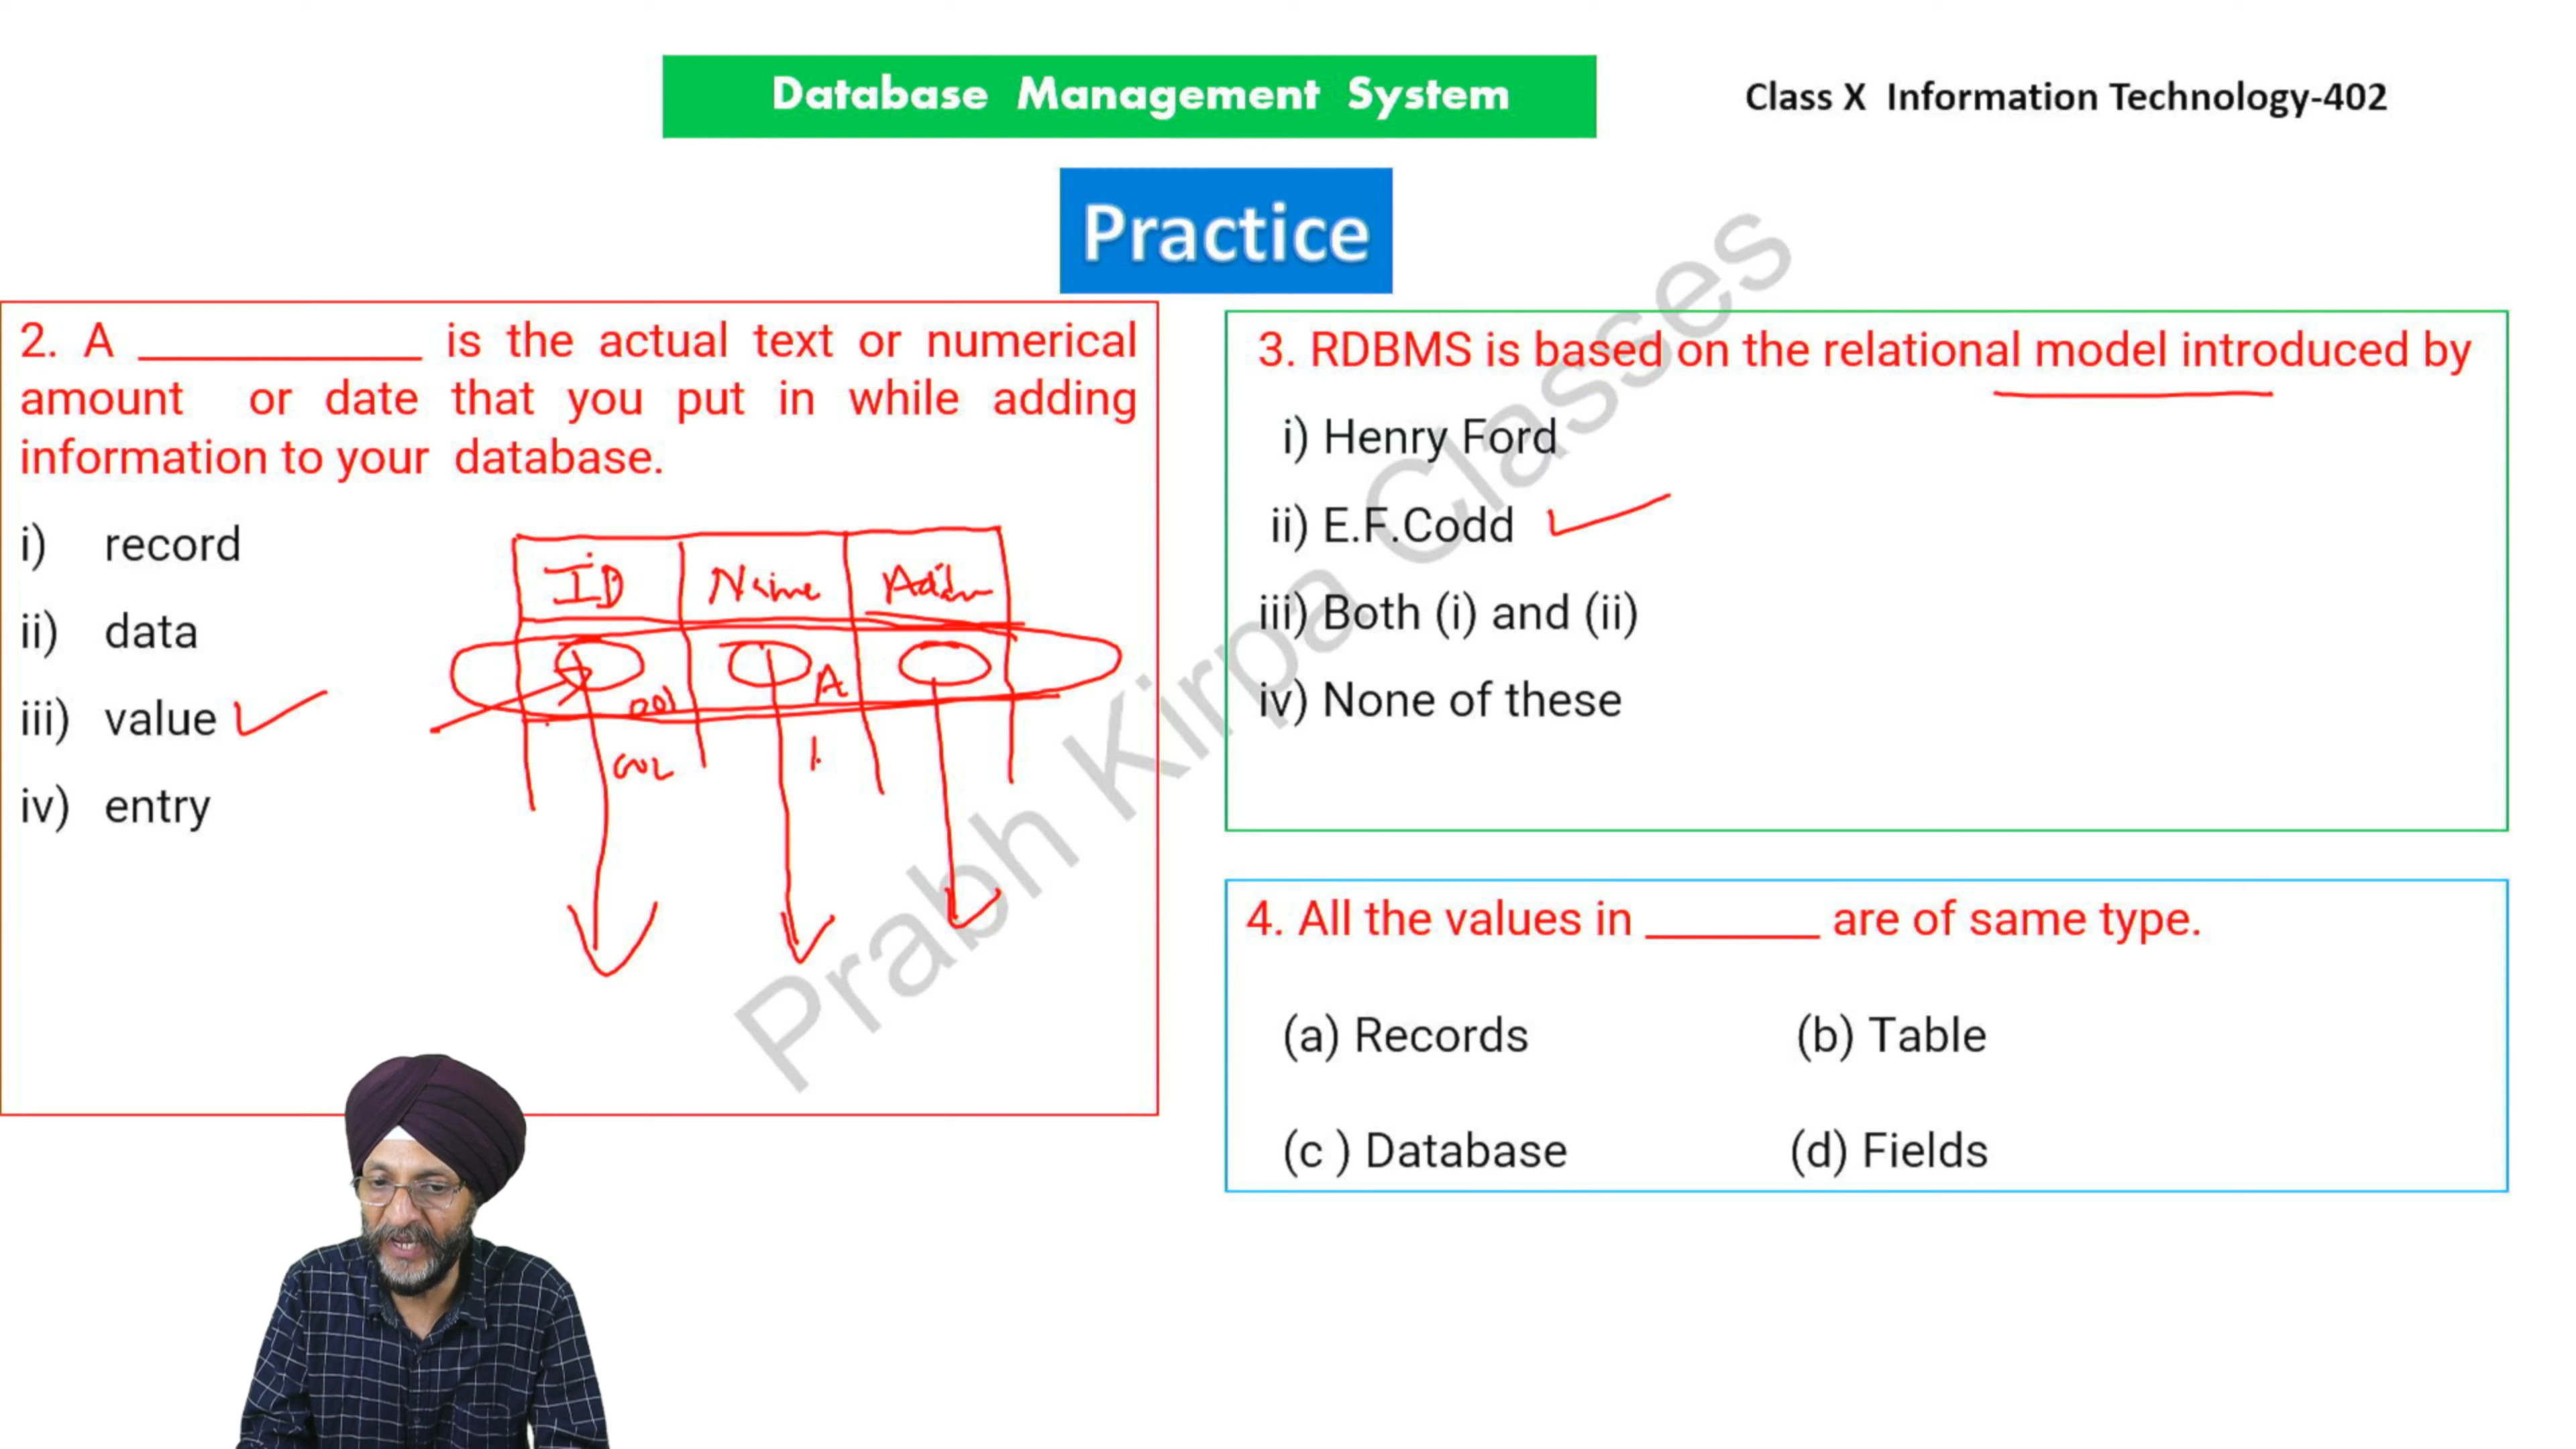 Database Management System
Class X Information Technology-402
Practice
2. A ____________ is the actual text or numerical
amount or date that you put in while adding
information to your database.
i) record
ii) data
iii) value
iv) entry
ID Name
001 A
002
3. RDBMS is based on the relational model introduced by
i) Henry Ford
ii) E.F.Codd
iii) Both (i) and (ii)
iv) None of these
4. All the values in _______ are of same type.
(a) Records (b) Table
(c ) Database (d) Fields
Prabh Kirpa Classes